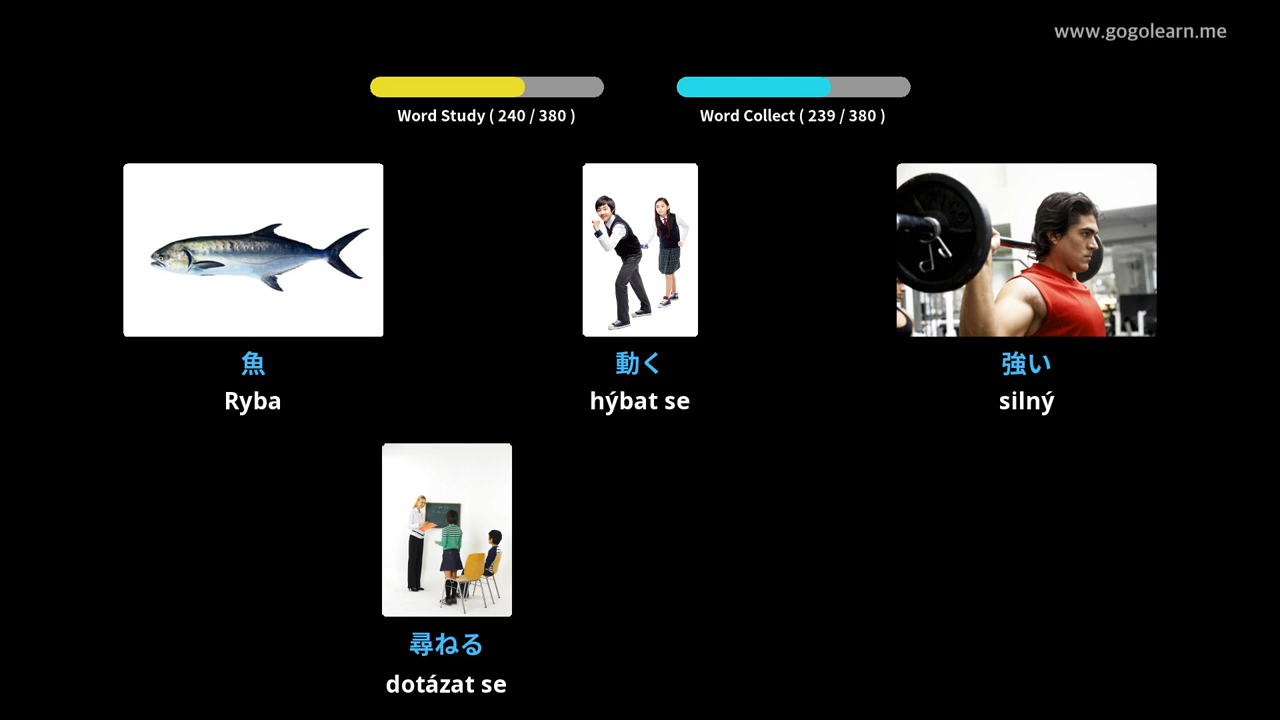 www.gogolearn.me
Word Study ( 240 / 380 )
Word Collect ( 239 / 380 )
魚
Ryba
動く
hýbat se
強い
silný
尋ねる
dotázat se